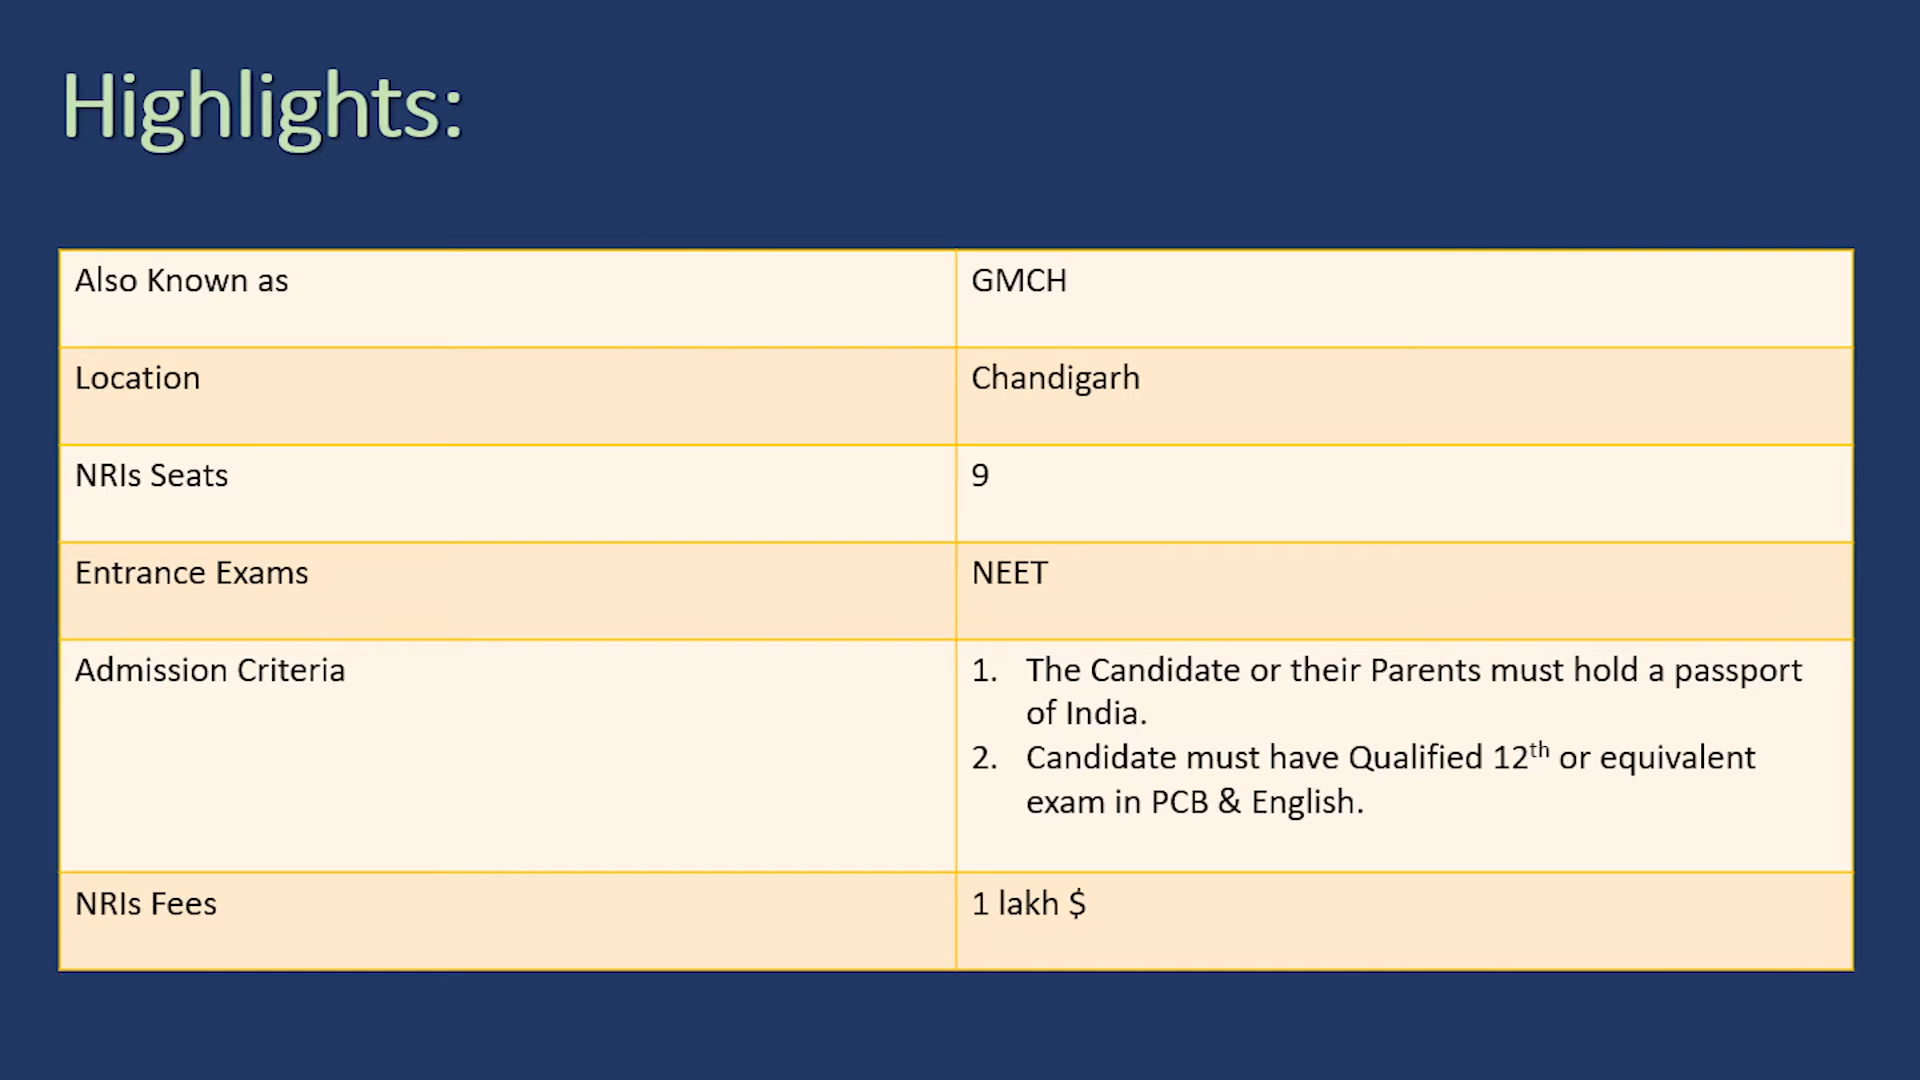 Highlights:
Also Known as
GMCH
Location
Chandigarh
NRIs Seats
9
Entrance Exams
NEET
Admission Criteria
1. The Candidate or their Parents must hold a passport
of India.
2. Candidate must have Qualified 12th or equivalent
exam in PCB & English.
NRIs Fees
1 lakh $